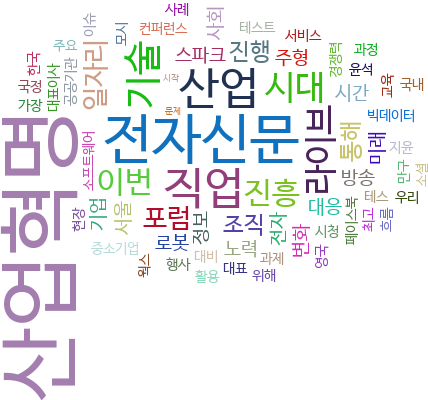 사례
이슈
컨퍼런스
사회
테스트
서비스
주요
모시
스파크
진행
주형
경쟁력
과정
한국
국정
공공기관
대표이사
일자리
기술
산업
시대
윤석
교육
국내
가장
시작
시간
빅데이터
문제
산업혁명
소프트웨어
전자신문
라이브
통해
미래
지윤
이번
직업
진흥
방송
만구
소셜
현장
기업
서울
포럼
정보
조직
전자
대응
페이스북
테스
우리
최고
흐름
중소기업
로봇
노력
변화
시청
웍스
행사
대비
활용
대표
과제
위해
영국